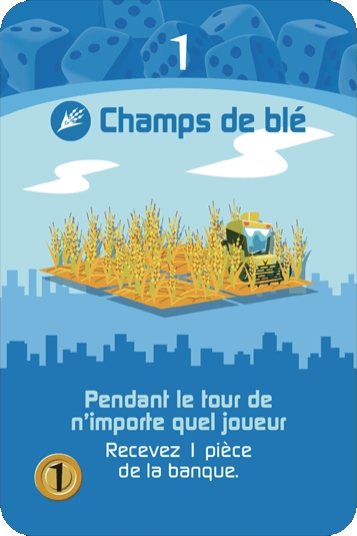 1
Champs de blé
Pendant le tour de
n'importe quel joueur
Recevez 1 pièce
de la banque.
1